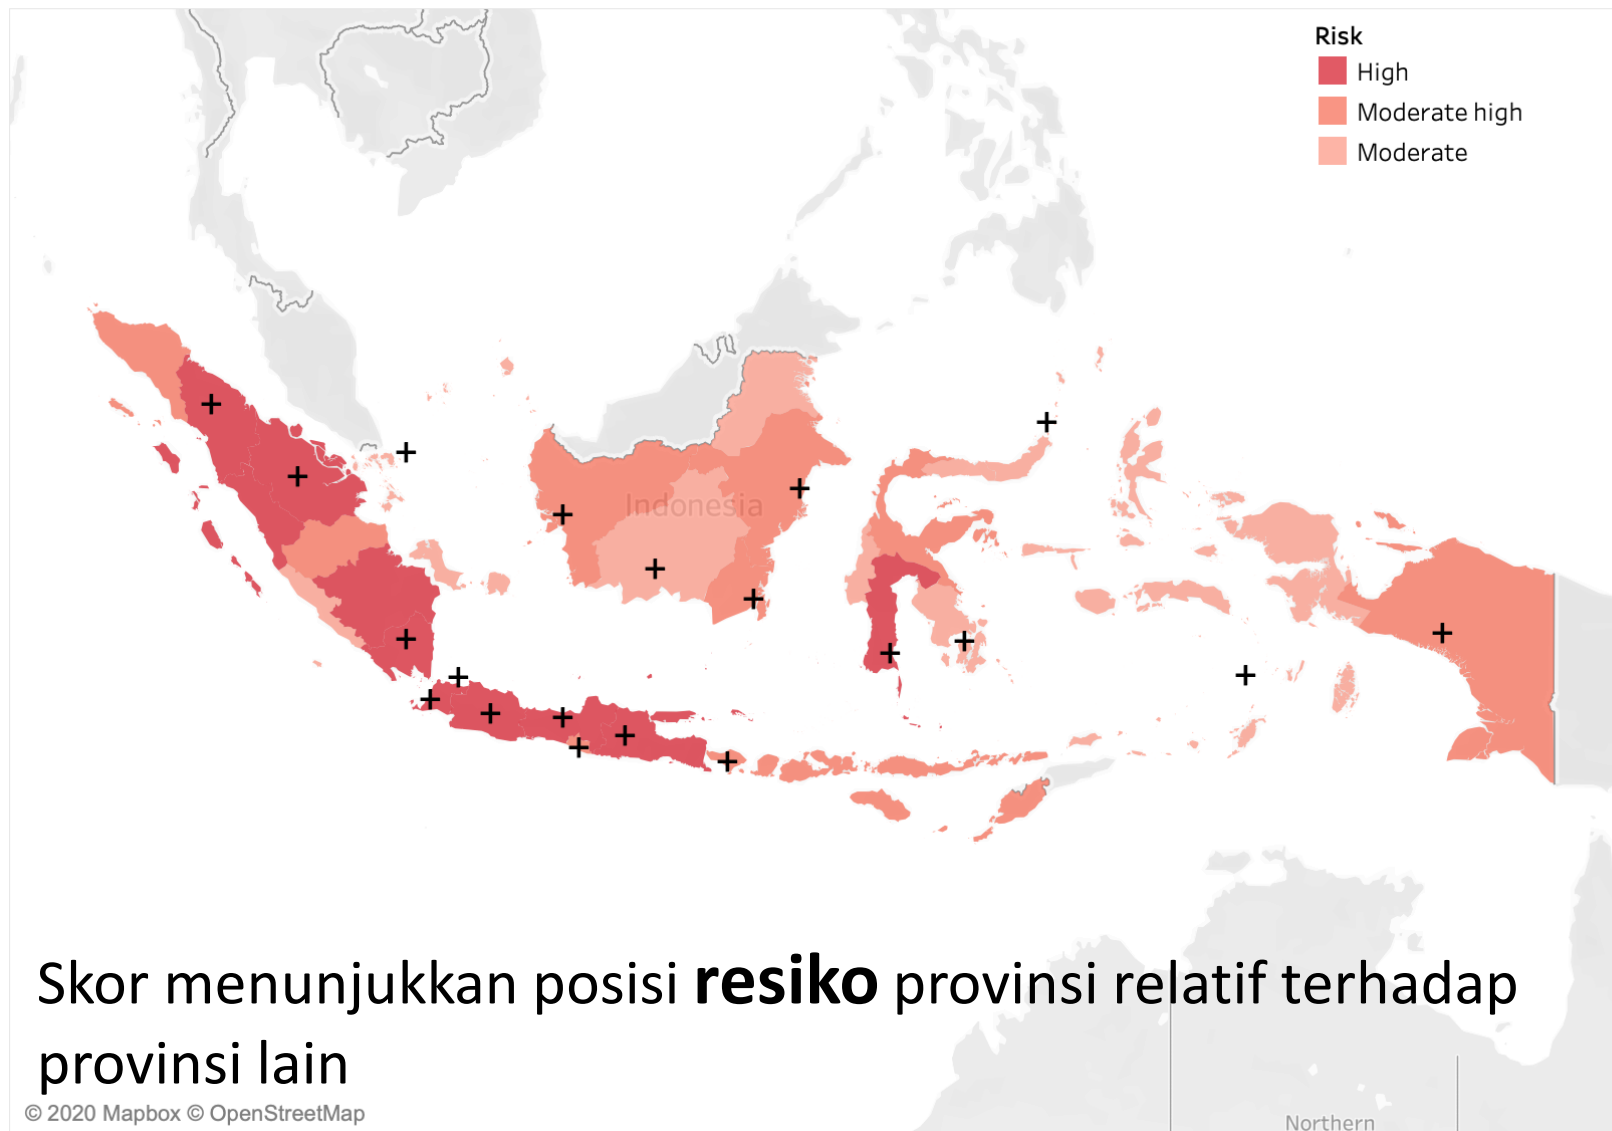 Risk
High
Moderate high
Moderate
Indonesia
Skor menunjukkan posisi resiko provinsi relatif terhadap
provinsi lain
© 2020 Mapbox © OpenStreetMap
Northern